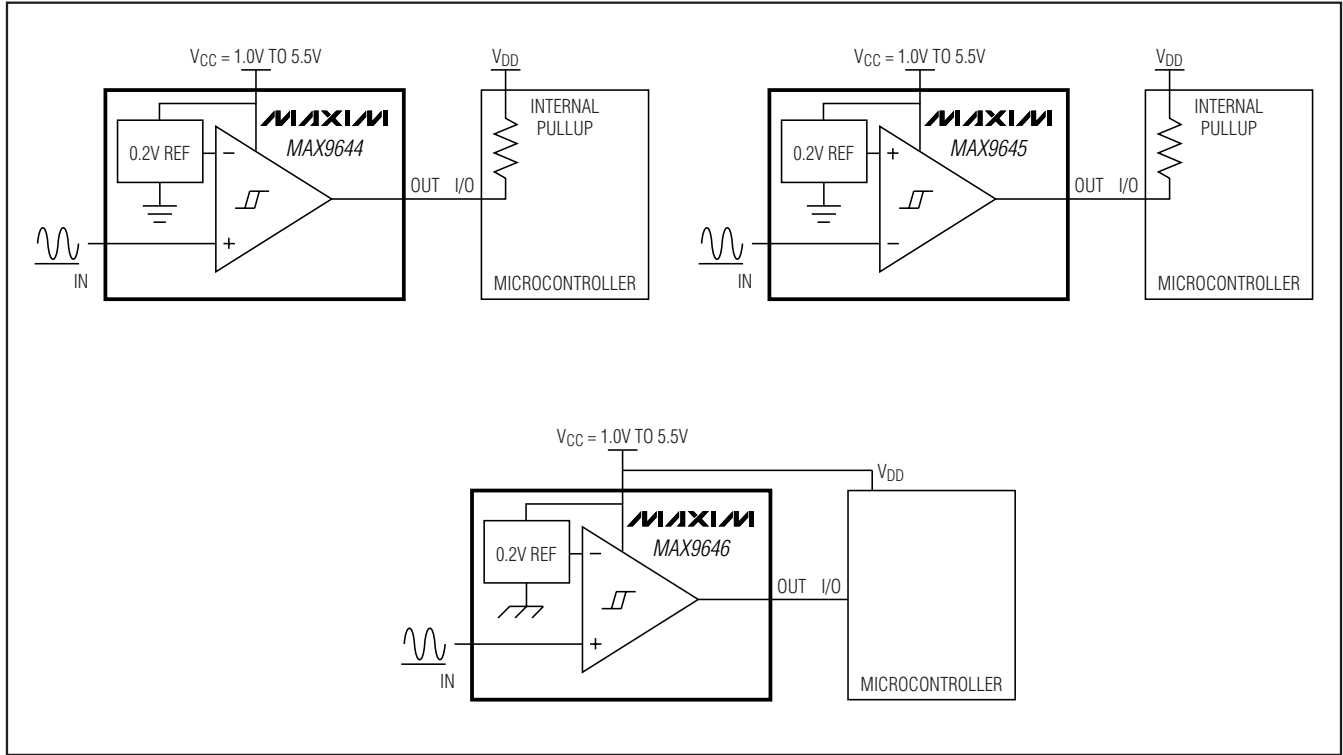 VCC = 1.0V TO 5.5V
VDD
MAXIM
MAX9644
0.2V REF
−
+
IN
OUT
I/O
INTERNAL
PULLUP
MICROCONTROLLER
VCC = 1.0V TO 5.5V
VDD
MAXIM
MAX9645
0.2V REF
+
−
IN
OUT
I/O
INTERNAL
PULLUP
MICROCONTROLLER
VCC = 1.0V TO 5.5V
VDD
MAXIM
MAX9646
0.2V REF
−
+
IN
OUT
I/O
MICROCONTROLLER